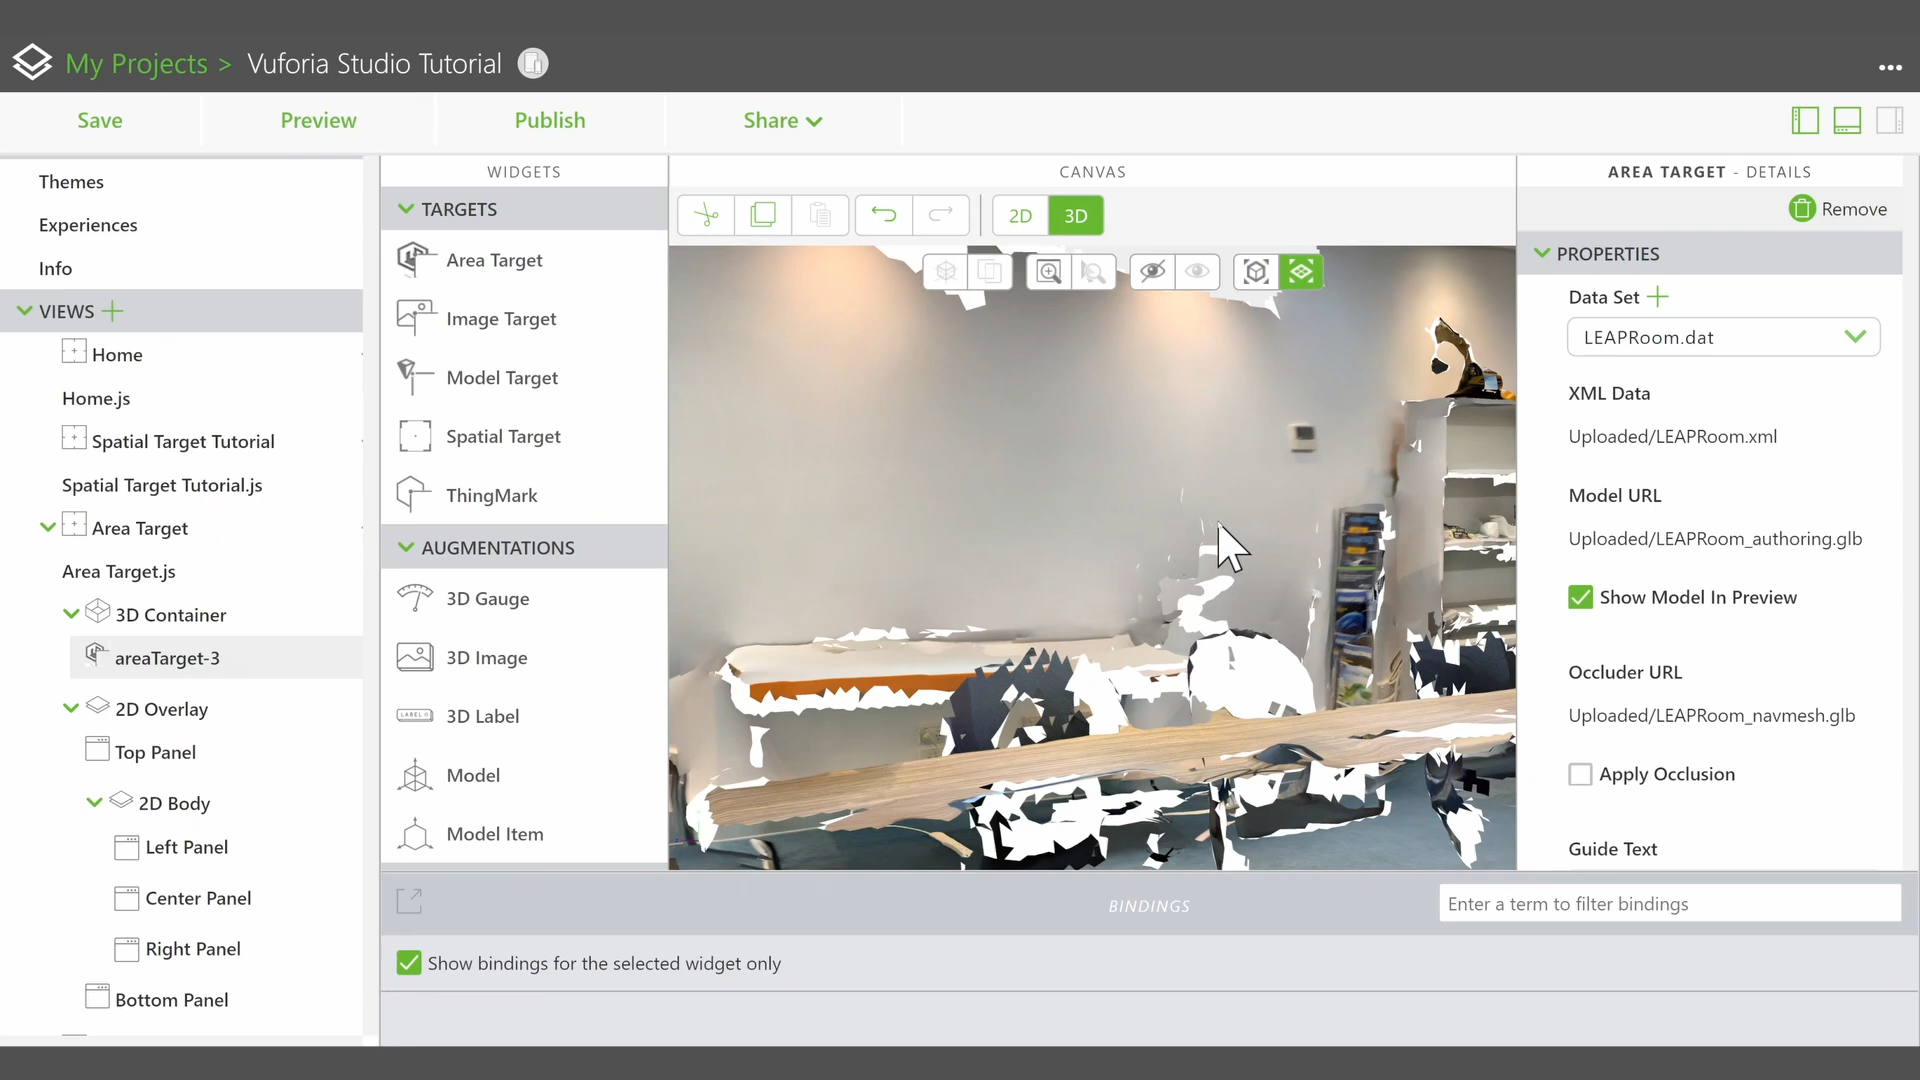 My Projects > Vuforia Studio Tutorial
Save
Preview
Publish
Share
Themes
Experiences
Info
VIEWS
Home
Home.js
Spatial Target Tutorial
Spatial Target Tutorial.js
Area Target
Area Target.js
3D Container
areaTarget-3
2D Overlay
Top Panel
2D Body
Left Panel
Center Panel
Right Panel
Bottom Panel
WIDGETS
TARGETS
Area Target
Image Target
Model Target
Spatial Target
ThingMark
AUGMENTATIONS
3D Gauge
3D Image
LABEL
3D Label
Model
Model Item
CANVAS
2D
3D
AREA TARGET - DETAILS
Remove
PROPERTIES
Data Set
LEAPRoom.dat
XML Data
Uploaded/LEAPRoom.xml
Model URL
Uploaded/LEAPRoom_authoring.glb
Show Model In Preview
Occluder URL
Uploaded/LEAPRoom_navmesh.glb
Apply Occlusion
Guide Text
BINDINGS
Enter a term to filter bindings
Show bindings for the selected widget only